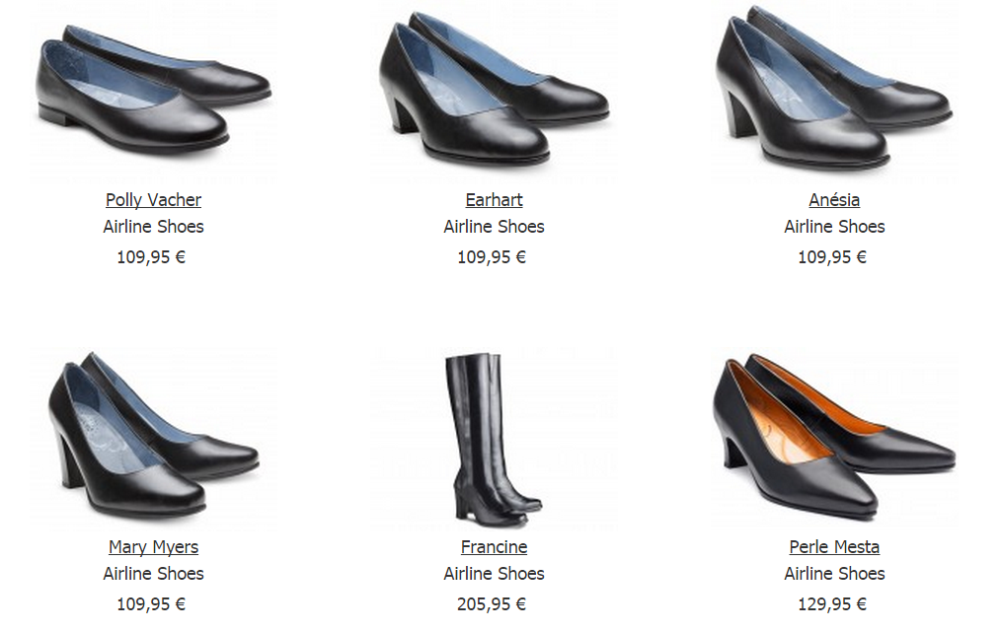 Polly Vacher
Airline Shoes
109,95 €
Earhart
Airline Shoes
109,95 €
Anésia
Airline Shoes
109,95 €
Mary Myers
Airline Shoes
109,95 €
Francine
Airline Shoes
205,95 €
Perle Mesta
Airline Shoes
129,95 €